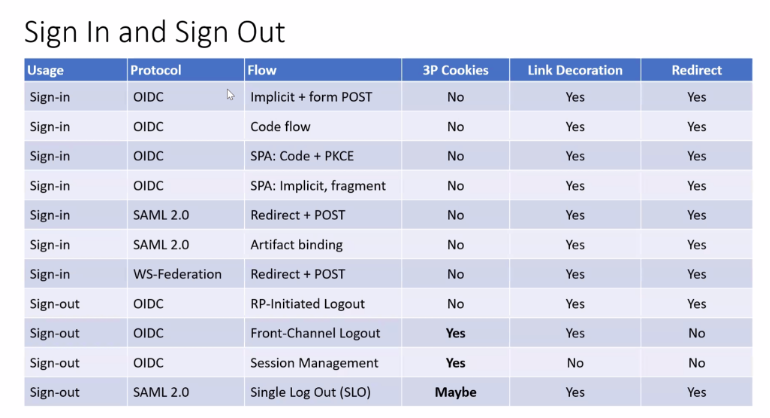 Sign In and Sign Out
Usage Protocol Flow 3P Cookies Link Decoration Redirect
Sign-in OIDC Implicit + form POST No Yes Yes
Sign-in OIDC Code flow No Yes Yes
Sign-in OIDC SPA: Code + PKCE No Yes Yes
Sign-in OIDC SPA: Implicit, fragment No Yes Yes
Sign-in SAML 2.0 Redirect + POST No Yes Yes
Sign-in SAML 2.0 Artifact binding No Yes Yes
Sign-in WS-Federation Redirect + POST No Yes Yes
Sign-out OIDC RP-Initiated Logout No Yes Yes
Sign-out OIDC Front-Channel Logout Yes Yes No
Sign-out OIDC Session Management Yes No No
Sign-out SAML 2.0 Single Log Out (SLO) Maybe Yes Yes